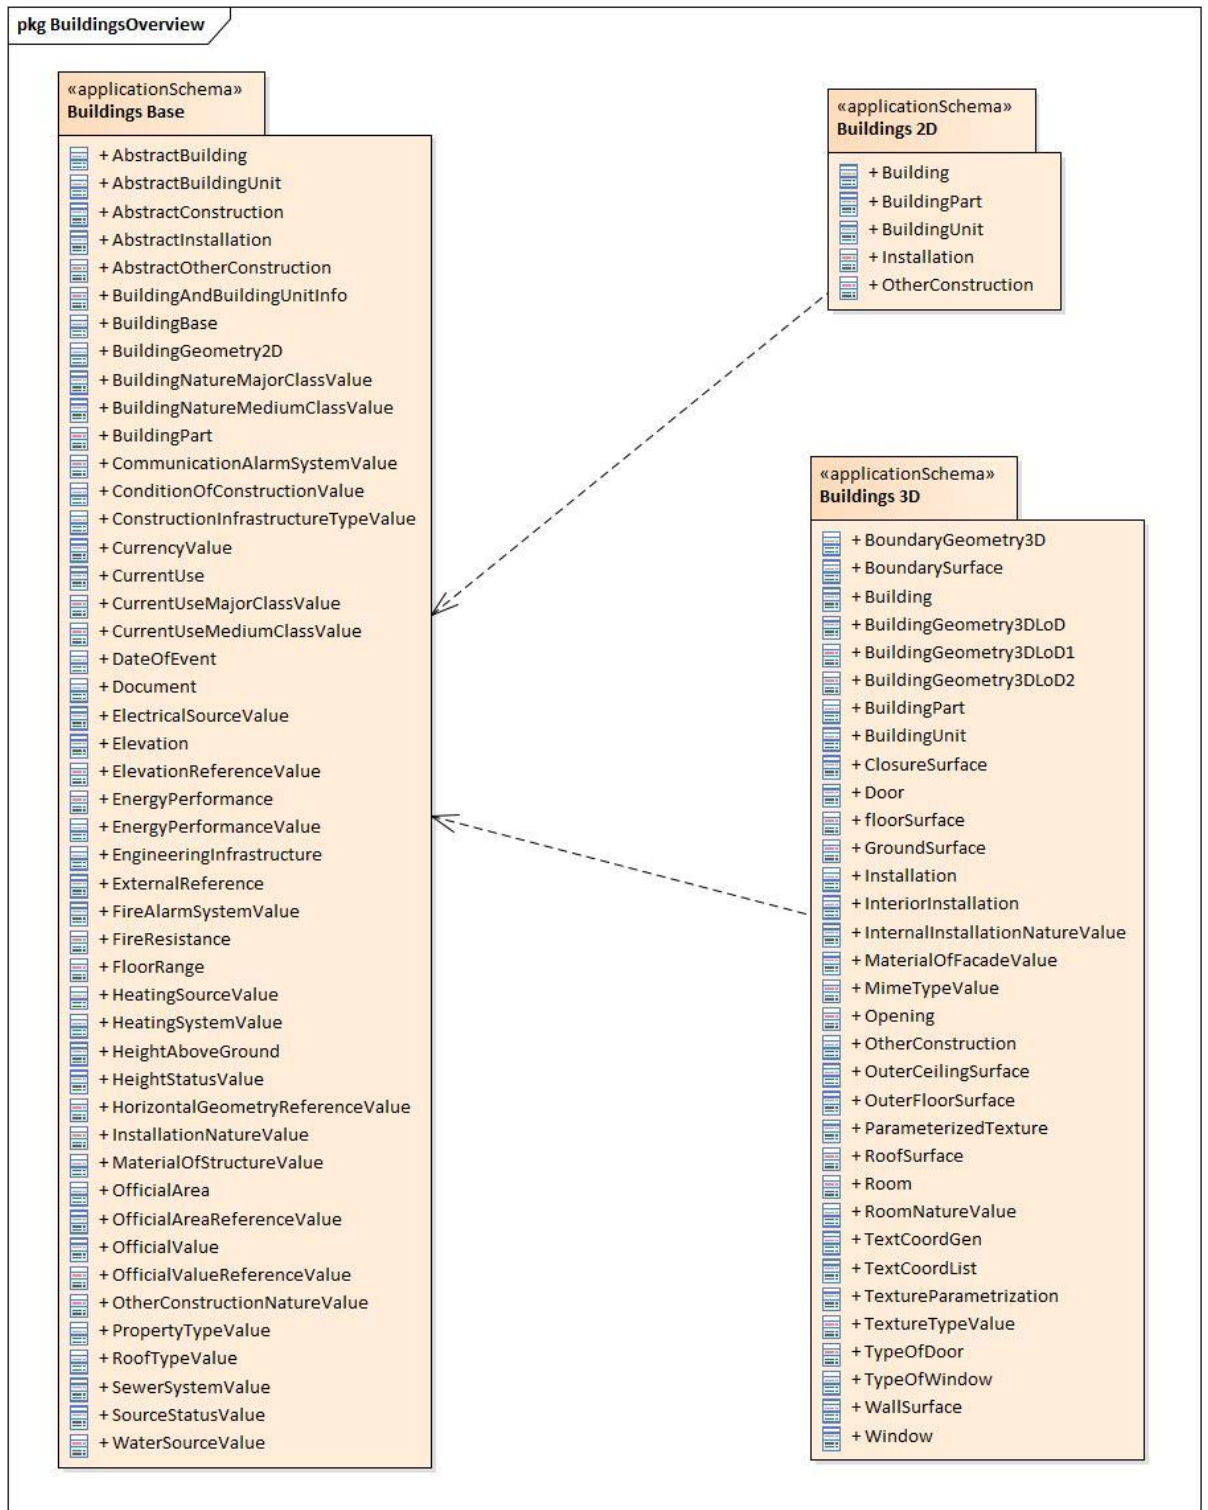 pkg BuildingsOverview
«applicationSchema»
Buildings Base
+ AbstractBuilding
+ AbstractBuildingUnit
+ AbstractConstruction
+ AbstractInstallation
+ AbstractOtherConstruction
+ BuildingAndBuildingUnitInfo
+ BuildingBase
+ BuildingGeometry2D
+ BuildingNatureMajorClassValue
+ BuildingNatureMediumClassValue
+ BuildingPart
+ CommunicationAlarmSystemValue
+ ConditionOfConstructionValue
+ ConstructionInfrastructureTypeValue
+ CurrencyValue
+ CurrentUse
+ CurrentUseMajorClassValue
+ CurrentUseMediumClassValue
+ DateOfEvent
+ Document
+ ElectricalSourceValue
+ Elevation
+ ElevationReferenceValue
+ EnergyPerformance
+ EnergyPerformanceValue
+ EngineeringInfrastructure
+ ExternalReference
+ FireAlarmSystemValue
+ FireResistance
+ FloorRange
+ HeatingSourceValue
+ HeatingSystemValue
+ HeightAboveGround
+ HeightStatusValue
+ HorizontalGeometryReferenceValue
+ InstallationNatureValue
+ MaterialOfStructureValue
+ OfficialArea
+ OfficialAreaReferenceValue
+ OfficialValue
+ OfficialValueReferenceValue
+ OtherConstructionNatureValue
+ PropertyTypeValue
+ RoofTypeValue
+ SewerSystemValue
+ SourceStatusValue
+ WaterSourceValue
«applicationSchema»
Buildings 2D
+ Building
+ BuildingPart
+ BuildingUnit
+ Installation
+ OtherConstruction
«applicationSchema»
Buildings 3D
+ BoundaryGeometry3D
+ BoundarySurface
+ Building
+ BuildingGeometry3DLoD
+ BuildingGeometry3DLoD1
+ BuildingGeometry3DLoD2
+ BuildingPart
+ BuildingUnit
+ ClosureSurface
+ Door
+ floorSurface
+ GroundSurface
+ Installation
+ InteriorInstallation
+ InternalInstallationNatureValue
+ MaterialOfFacadeValue
+ MimeTypeValue
+ Opening
+ OtherConstruction
+ OuterCeilingSurface
+ OuterFloorSurface
+ ParameterizedTexture
+ RoofSurface
+ Room
+ RoomNatureValue
+ TextCoordGen
+ TextCoordList
+ TextureParametrization
+ TextureTypeValue
+ TypeOfDoor
+ TypeOfWindow
+ WallSurface
+ Window